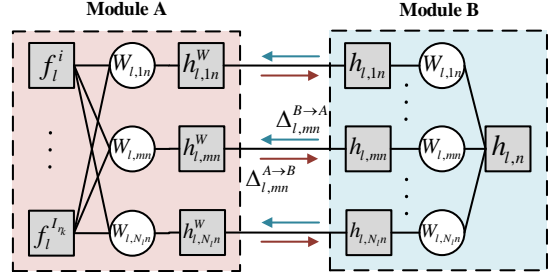 Module A Module B
f_l^i W_{l,1n} h_{l,1n}^W h_{l,1n} W_{l,1n}
Δ_{l,mn}^{B→A}
W_{l,mn} h_{l,mn}^W h_{l,mn} W_{l,mn} h_{l,n}
Δ_{l,mn}^{A→B}
f_l^{I_{η_k}} W_{l,N_l n} h_{l,N_l n}^W h_{l,N_l n} W_{l,N_l n}